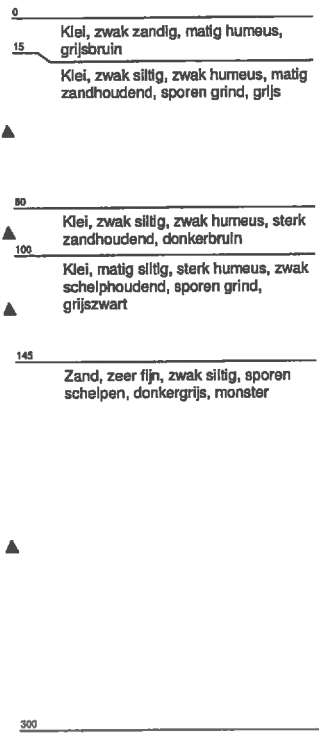 0
Klei, zwak zandig, matig humeus,
grijsbruin
15
Klei, zwak siltig, zwak humeus, matig
zandhoudend, sporen grind, grijs
80
Klei, zwak siltig, zwak humeus, sterk
zandhoudend, donkerbruin
100
Klei, matig siltig, sterk humeus, zwak
schelphoudend, sporen grind,
grijszwart
145
Zand, zeer fijn, zwak siltig, sporen
schelpen, donkergrijs, monster
300